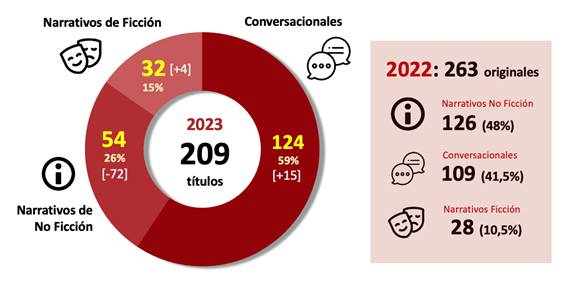 Narrativos de Ficción
Conversacionales
32 [+4]
15%
2023
209
títulos
124
59%
[+15]
54
26%
[-72]
Narrativos de
No Ficción
2022: 263 originales
Narrativos No Ficción
126 (48%)
Conversacionales
109 (41,5%)
Narrativos Ficción
28 (10,5%)